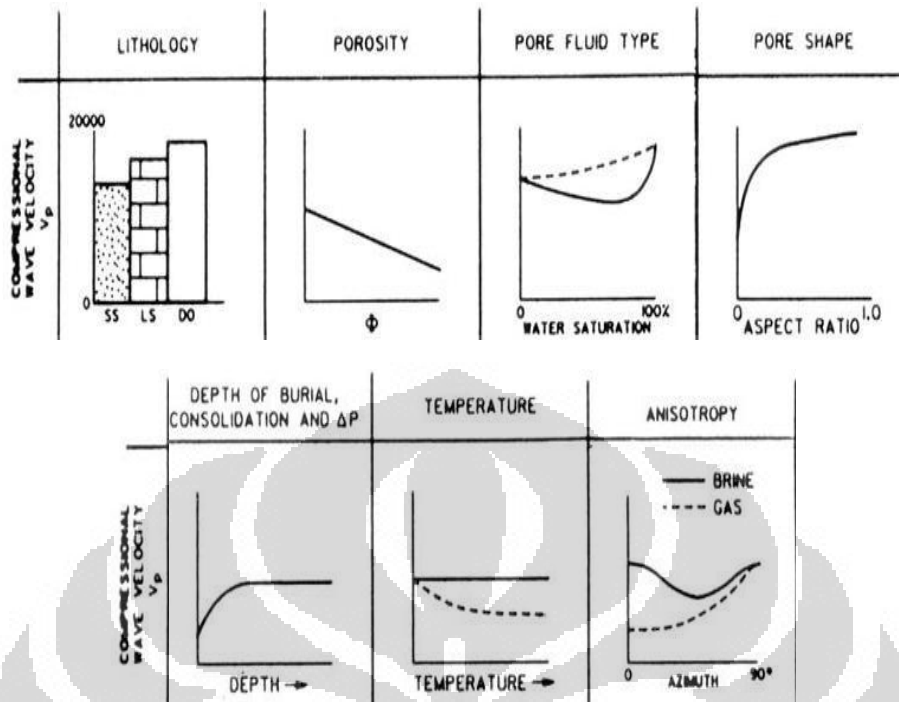 LITHOLOGY
POROSITY
PORE FLUID TYPE
PORE SHAPE
COMPRESSIONAL
WAVE VELOCITY
Vp
20000
0
SS LS DO
Φ
0 100%
WATER SATURATION
0 1.0
ASPECT RATIO
DEPTH OF BURIAL,
CONSOLIDATION AND ΔP
TEMPERATURE
ANISOTROPY
COMPRESSIONAL
WAVE VELOCITY
Vp
BRINE
GAS
DEPTH →
TEMPERATURE →
0 90°
AZIMUTH